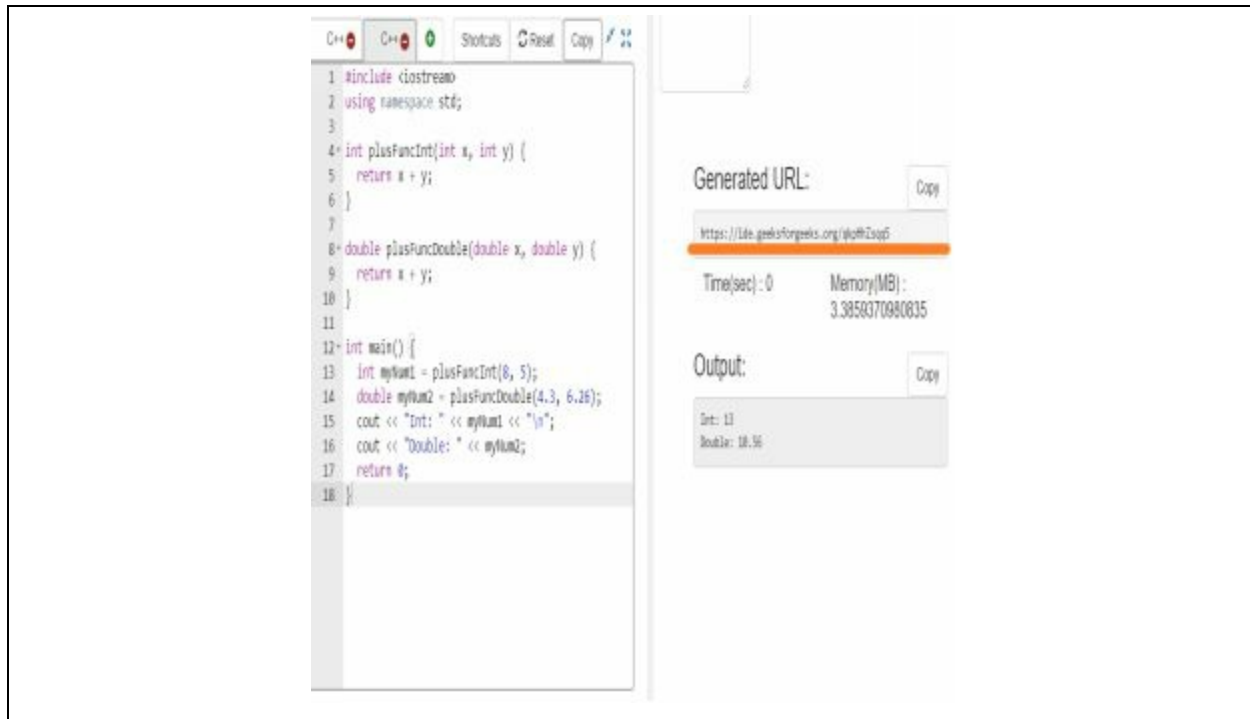 C++ C++ Shortcuts Reset Copy
1 #include <iostream>
2 using namespace std;
3
4 int plusFuncInt(int x, int y) {
5 return x + y;
6 }
7
8 double plusFuncDouble(double x, double y) {
9 return x + y;
10 }
11
12 int main() {
13 int myNum1 = plusFuncInt(8, 5);
14 double myNum2 = plusFuncDouble(4.3, 6.26);
15 cout << "Int: " << myNum1 << "\n";
16 cout << "Double: " << myNum2;
17 return 0;
18 }
Generated URL:
Copy
Time(sec) : 0
Memory(MB) :
3.3859370980835
Output:
Copy
Int: 13
Double: 10.56